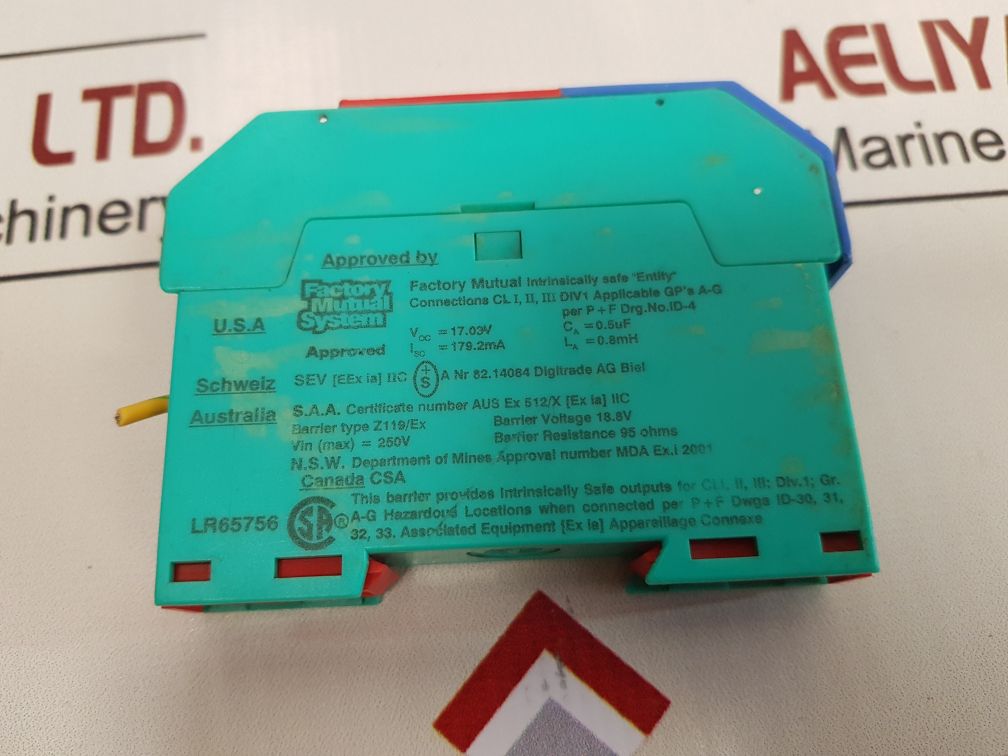 LTD.
AELIYA
chinery
Marine
Approved by
Factory Mutual System
Approved
Factory Mutual Intrinsically safe "Entity"
Connections CL I, II, III DIV1 Applicable GP's A-G
per P+F Drg.No.ID-4
U.S.A
Voc = 17.03V
CA = 0.5uF
Isc = 179.2mA
LA = 0.8mH
Schweiz SEV [EEx ia] IIC +S A Nr 82.14084 Digitrade AG Biel
Australia S.A.A. Certificate number AUS Ex 512/X [Ex ia] IIC
Barrier type Z119/Ex Barrier Voltage 18.8V
Vin (max) = 250V Barrier Resistance 95 ohms
N.S.W. Department of Mines Approval number MDA Ex.i 2001
Canada CSA
This barrier provides Intrinsically Safe outputs for CL I, II, III: Div.1; Gr.
LR65756 SA® A-G Hazardous Locations when connected per P+F Dwgs ID-30, 31,
32, 33. Associated Equipment [Ex ia] Appareillage Connexe